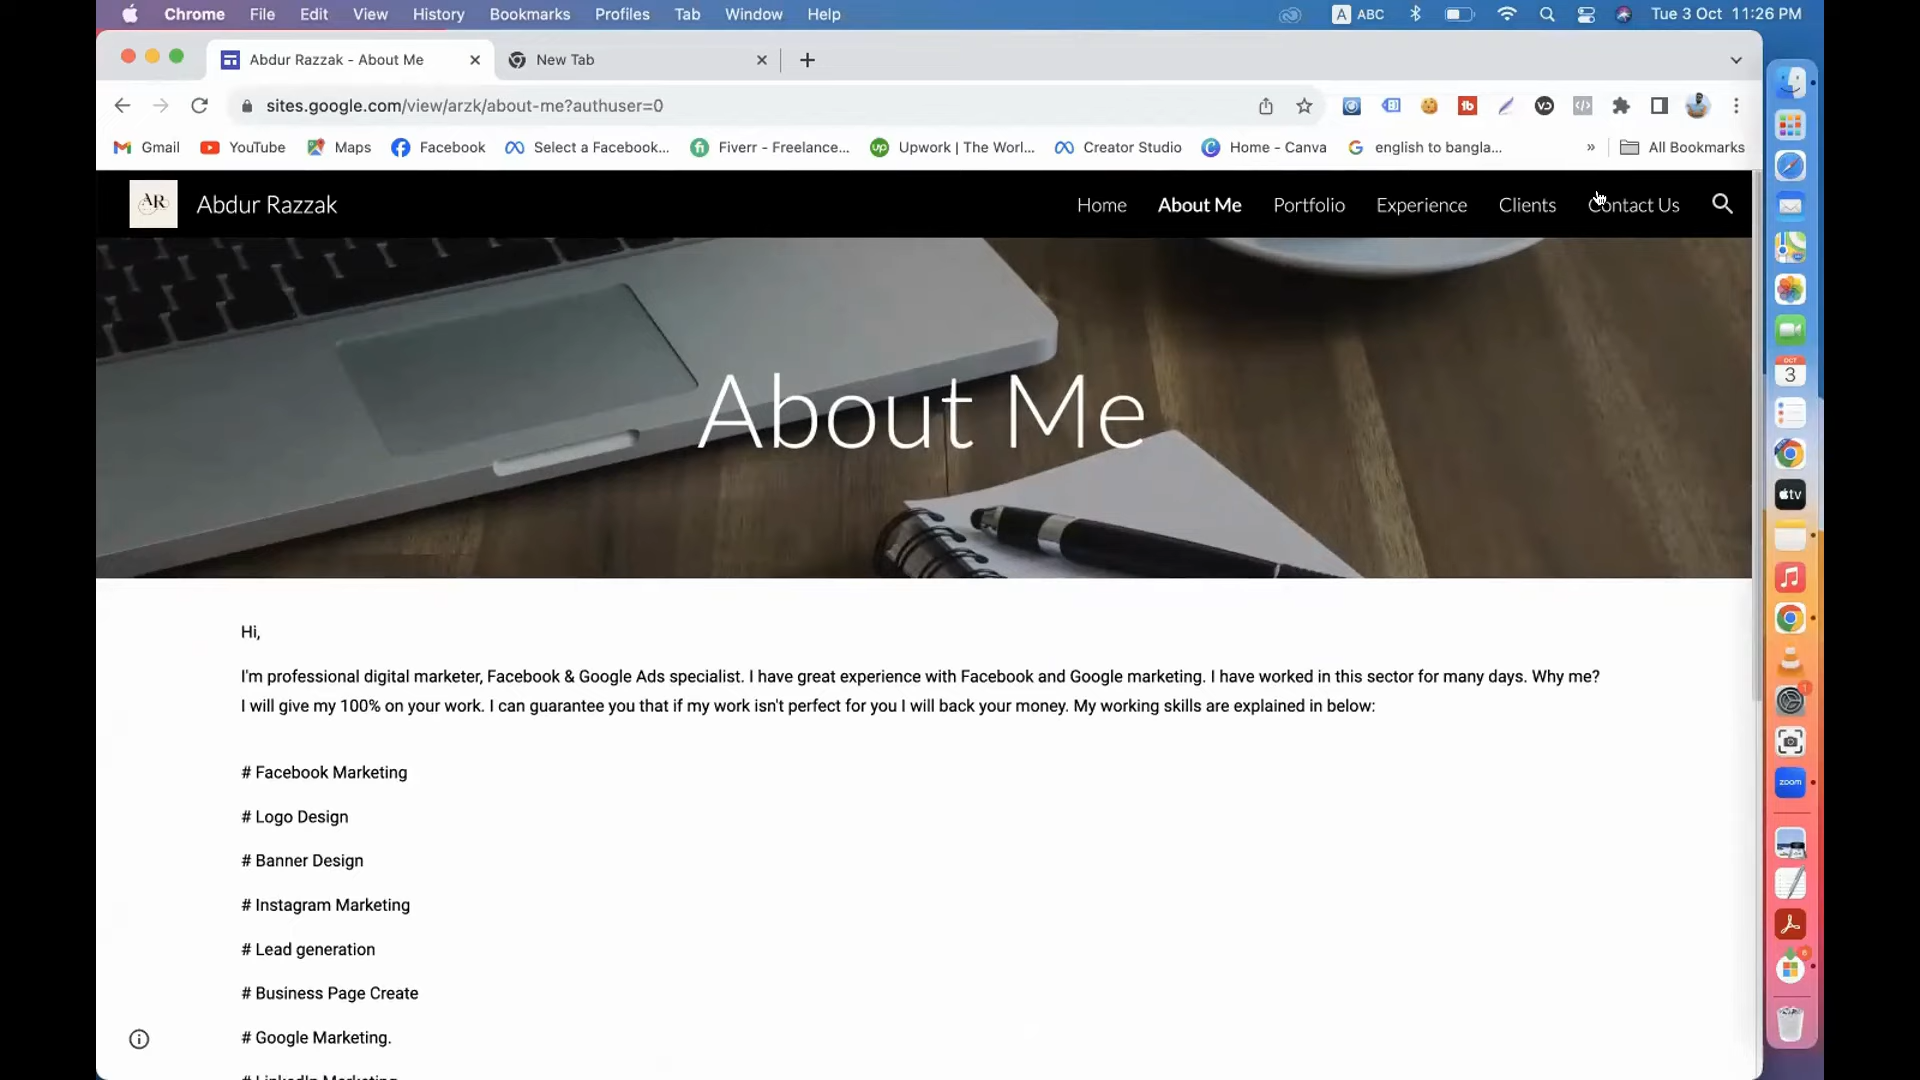 Chrome File Edit View History Bookmarks Profiles Tab Window Help A ABC Tue 3 Oct 11:26 PM
Abdur Razzak - About Me New Tab
sites.google.com/view/arzk/about-me?authuser=0
Gmail YouTube Maps Facebook Select a Facebook... Fiverr - Freelance... Upwork | The Worl... Creator Studio Home - Canva english to bangla... » All Bookmarks
AR Abdur Razzak Home About Me Portfolio Experience Clients Contact Us
About Me
Hi,
I'm professional digital marketer, Facebook & Google Ads specialist. I have great experience with Facebook and Google marketing. I have worked in this sector for many days. Why me?
I will give my 100% on your work. I can guarantee you that if my work isn't perfect for you I will back your money. My working skills are explained in below:
# Facebook Marketing
# Logo Design
# Banner Design
# Instagram Marketing
# Lead generation
# Business Page Create
# Google Marketing.
# LinkedIn Marketing
OCT
3
tv
zoom